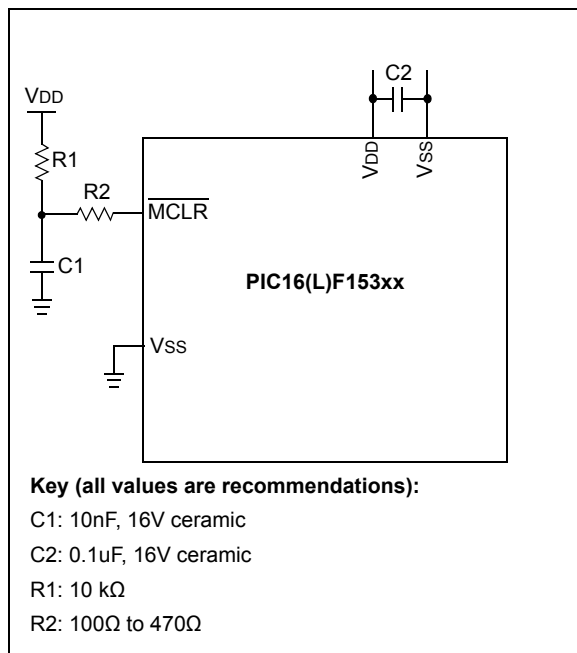 C2
VDD
VDD
VSS
R1
R2
MCLR
C1
PIC16(L)F153xx
VSS
Key (all values are recommendations):
C1: 10nF, 16V ceramic
C2: 0.1uF, 16V ceramic
R1: 10 kΩ
R2: 100Ω to 470Ω